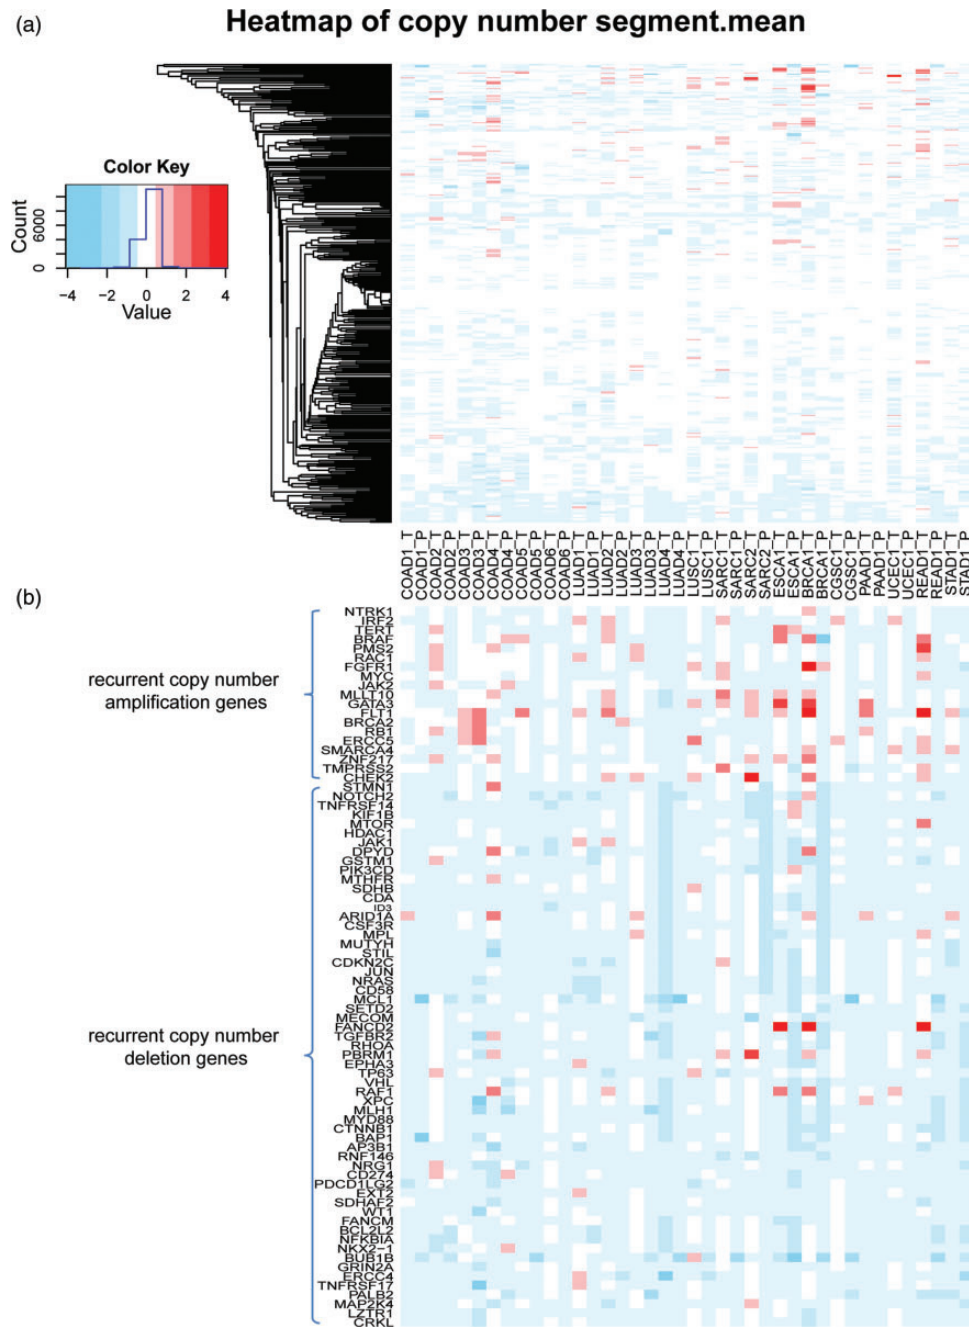 (a)
Heatmap of copy number segment.mean
Color Key
Count
6000
0
−4 −2 0 2 4
Value
COAD1_T
COAD1_P
COAD2_T
COAD2_P
COAD3_T
COAD3_P
COAD4_T
COAD4_P
COAD5_T
COAD5_P
COAD6_P
COAD6_T
LUAD1_T
LUAD1_P
LUAD2_T
LUAD2_P
LUAD3_T
LUAD3_P
LUAD4_T
LUAD4_P
LUSC1_T
LUSC1_P
SARC1_T
SARC1_P
SARC2_T
SARC2_P
ESCA1_T
ESCA1_P
BRCA1_T
BRCA1_P
CGSC1_T
CGSC1_P
PAAD1_T
PAAD1_P
UCEC1_T
UCEC1_P
READ1_T
READ1_P
STAD1_T
STAD1_P
(b)
recurrent copy number
amplification genes
NTRK1
IRF2
TERT
BRAF
PMS2
RAC1
FGFR1
MYC
JAK2
MLLT10
GATA3
FLT1
BRCA2
RB1
ERCC5
SMARCA4
ZNF217
TMPRSS2
CHEK2
recurrent copy number
deletion genes
STMN1
NOTCH2
TNFRSF14
KIF1B
MTOR
HDAC1
JAK1
DPYD
GSTM1
PIK3CD
MTHFR
SDHB
CDA
ID3
ARID1A
CSF3R
MPL
MUTYH
STIL
CDKN2C
JUN
NRAS
CD58
MCL1
SETD2
MECOM
FANCD2
TGFBR2
RHOA
PBRM1
EPHA3
TP63
VHL
RAF1
XPC
MLH1
MYD88
CTNNB1
BAP1
AP3B1
RNF146
NRG1
CD274
PDCD1LG2
EXT2
SDHAF2
WT1
FANCM
BCL2L2
NFKBIA
NKX2−1
BUB1B
GRIN2A
ERCC4
TNFRSF17
PALB2
MAP2K4
LZTR1
CRKL